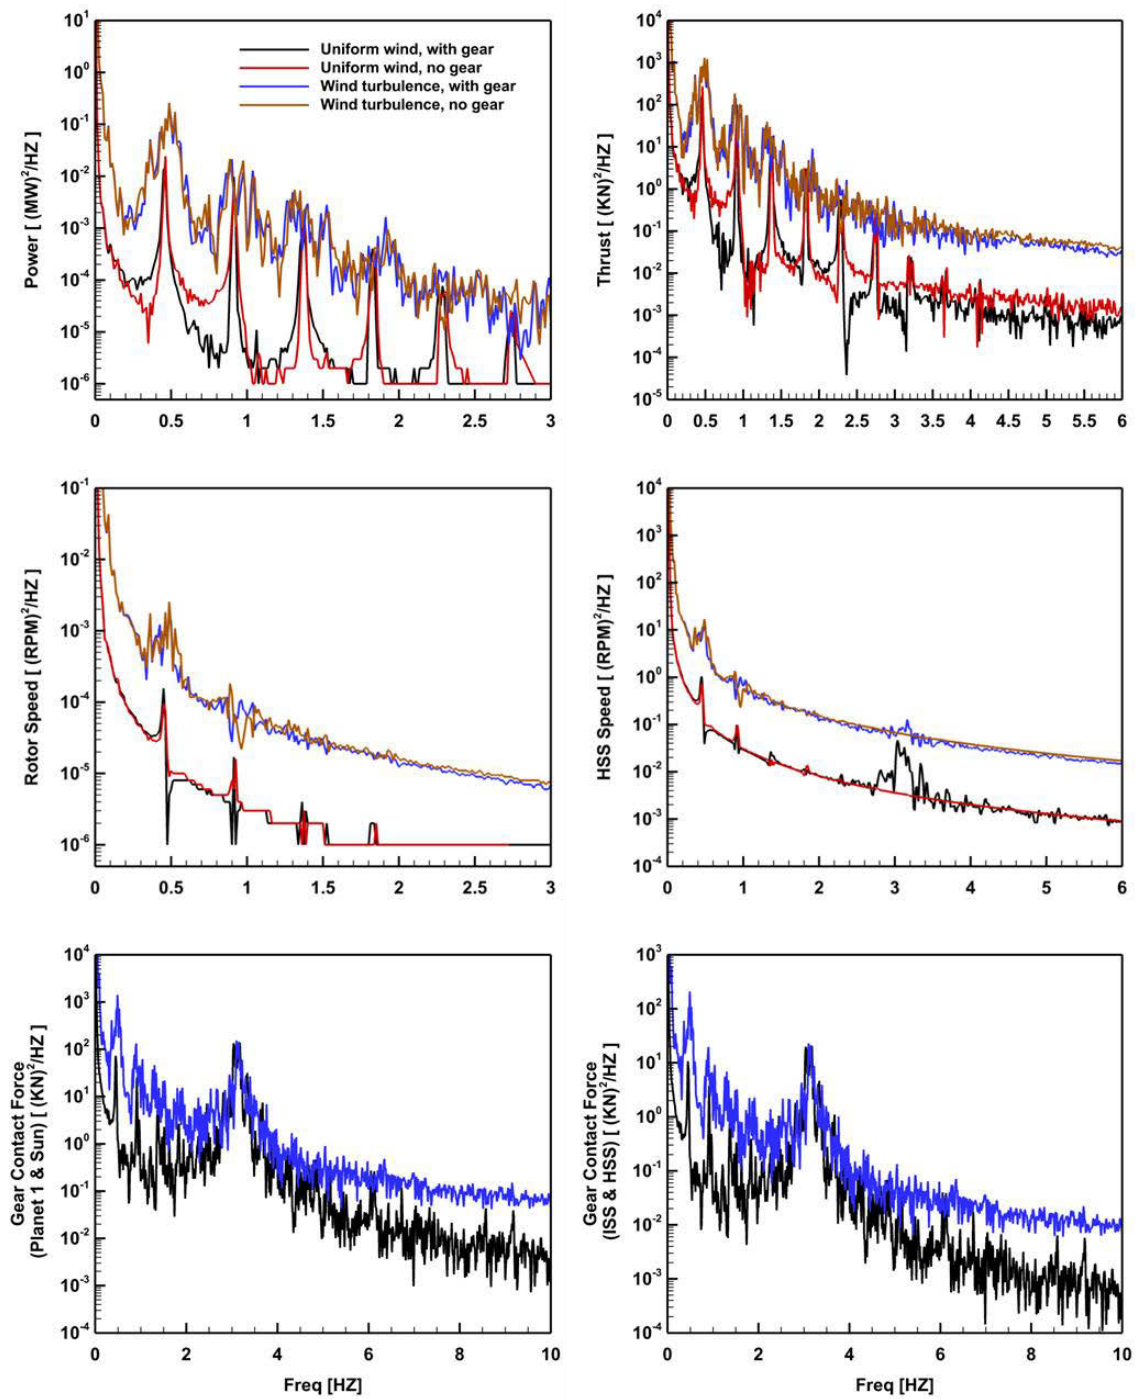 Power [ (MW)²/HZ ]
10¹
10⁰
10⁻¹
10⁻²
10⁻³
10⁻⁴
10⁻⁵
10⁻⁶
Uniform wind, with gear
Uniform wind, no gear
Wind turbulence, with gear
Wind turbulence, no gear
0 0.5 1 1.5 2 2.5 3
Thrust [ (KN)²/HZ ]
10⁴
10³
10²
10¹
10⁰
10⁻¹
10⁻²
10⁻³
10⁻⁴
10⁻⁵
0 0.5 1 1.5 2 2.5 3 3.5 4 4.5 5 5.5 6
Rotor Speed [ (RPM)²/HZ ]
10⁻¹
10⁻²
10⁻³
10⁻⁴
10⁻⁵
10⁻⁶
0 0.5 1 1.5 2 2.5 3
HSS Speed [ (RPM)²/HZ ]
10⁴
10³
10²
10¹
10⁰
10⁻¹
10⁻²
10⁻³
10⁻⁴
0 1 2 3 4 5 6
Gear Contact Force
(Planet 1 & Sun) [ (KN)²/HZ ]
10⁴
10³
10²
10¹
10⁰
10⁻¹
10⁻²
10⁻³
10⁻⁴
0 2 4 6 8 10
Freq [HZ]
Gear Contact Force
(ISS & HSS) [ (KN)²/HZ ]
10³
10²
10¹
10⁰
10⁻¹
10⁻²
10⁻³
10⁻⁴
0 2 4 6 8 10
Freq [HZ]